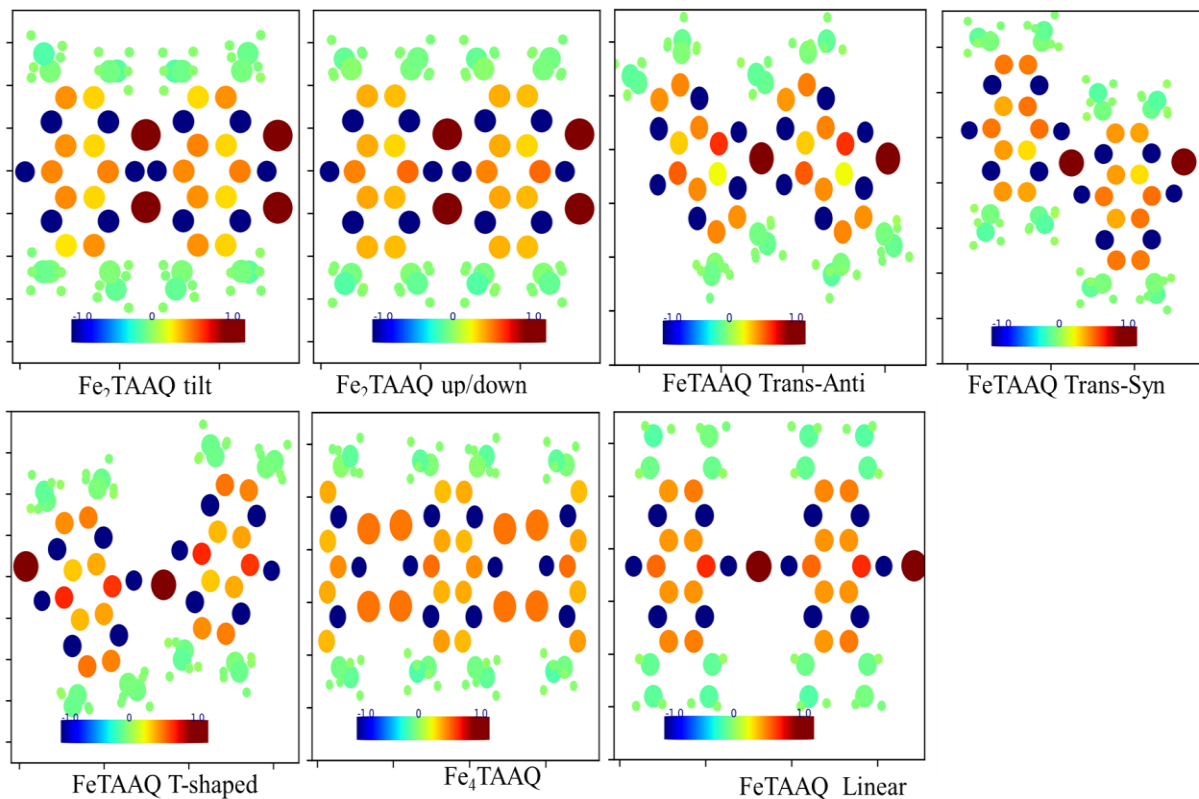 -1.0 0 1.0
Fe₂TAAQ tilt
-1.0 0 1.0
Fe₂TAAQ up/down
-1.0 0 1.0
FeTAAQ Trans-Anti
-1.0 0 1.0
FeTAAQ Trans-Syn
-1.0 0 1.0
FeTAAQ T-shaped
-1.0 0 1.0
Fe₄TAAQ
-1.0 0 1.0
FeTAAQ Linear